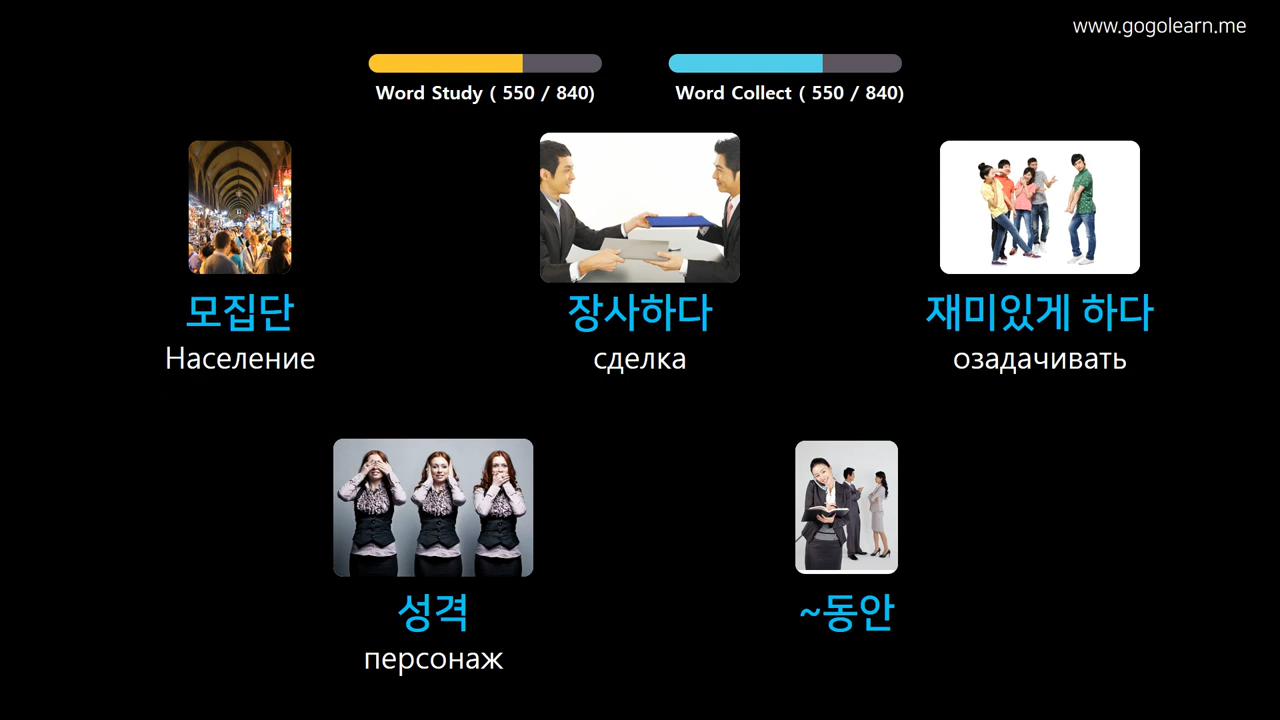 www.gogolearn.me
Word Study ( 550 / 840)
Word Collect ( 550 / 840)
모집단
Население
장사하다
сделка
재미있게 하다
озадачивать
성격
персонаж
~동안